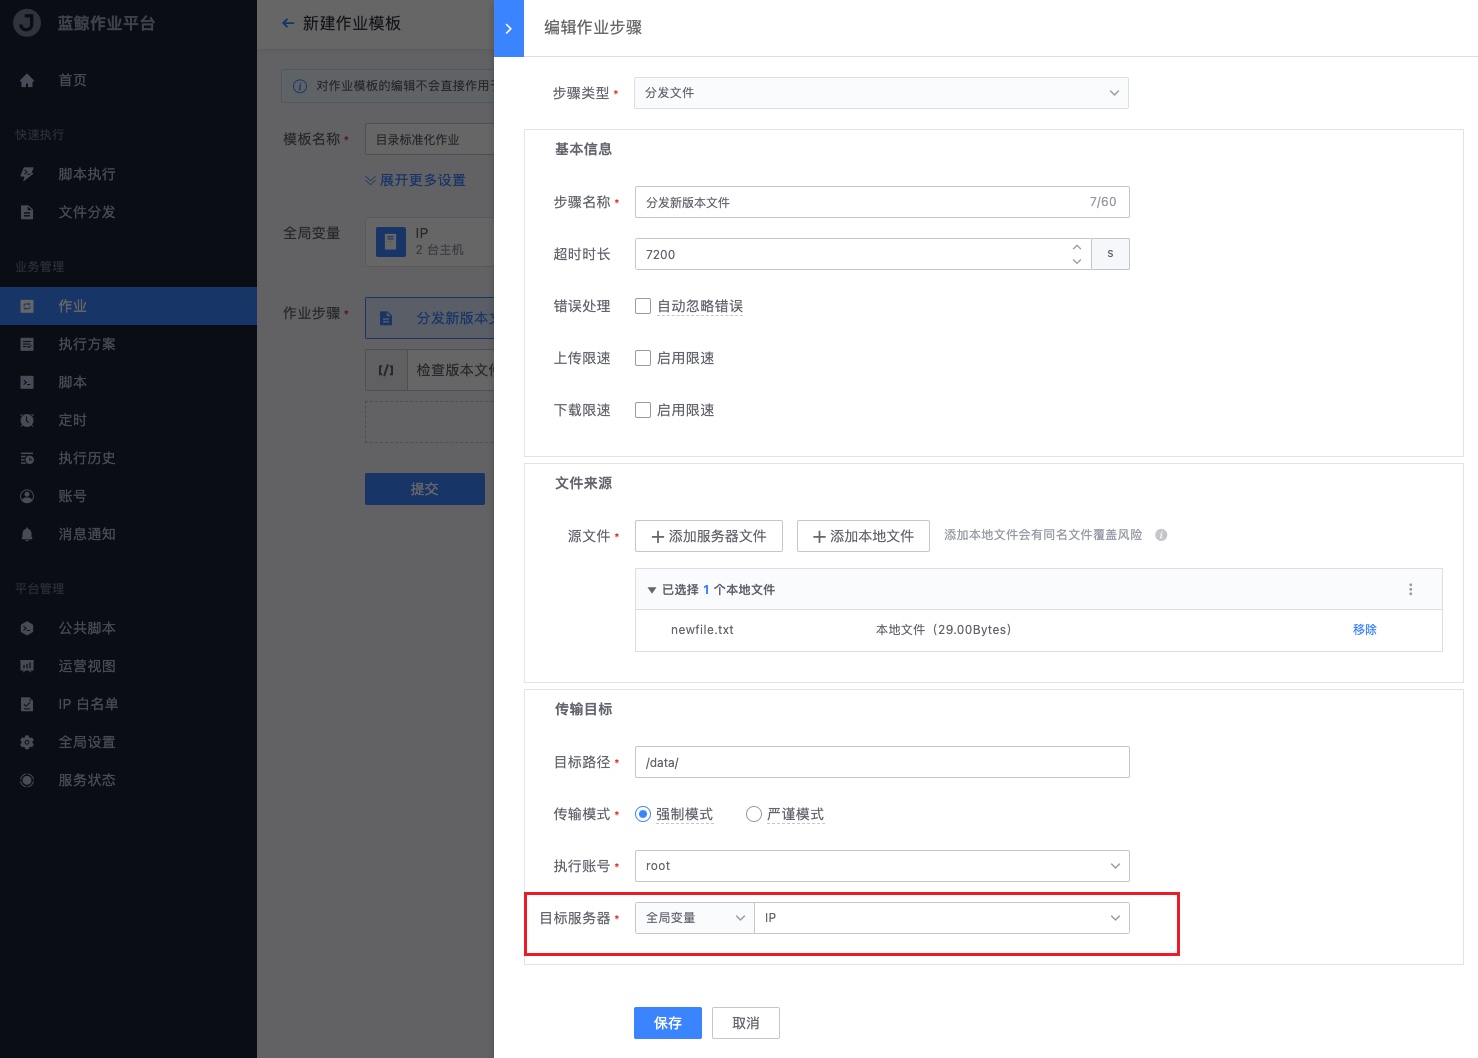 J 蓝鲸作业平台
首页
快速执行
脚本执行
文件分发
业务管理
作业
执行方案
脚本
定时
执行历史
账号
消息通知
平台管理
公共脚本
运营视图
IP 白名单
全局设置
服务状态
新建作业模板
对作业模板的编辑不会直接作用
模板名称 *
目录标准化作业
展开更多设置
全局变量
IP
2 台主机
作业步骤 *
分发新版本
[/] 检查版本文
提交
编辑作业步骤
步骤类型 * 分发文件
基本信息
步骤名称 * 分发新版本文件 7/60
超时时长 7200 s
错误处理 自动忽略错误
上传限速 启用限速
下载限速 启用限速
文件来源
源文件 * 添加服务器文件 添加本地文件 添加本地文件会有同名文件覆盖风险
已选择 1 个本地文件
newfile.txt 本地文件（29.00Bytes） 移除
传输目标
目标路径 * /data/
传输模式 * 强制模式 严谨模式
执行账号 * root
目标服务器 * 全局变量 IP
保存 取消